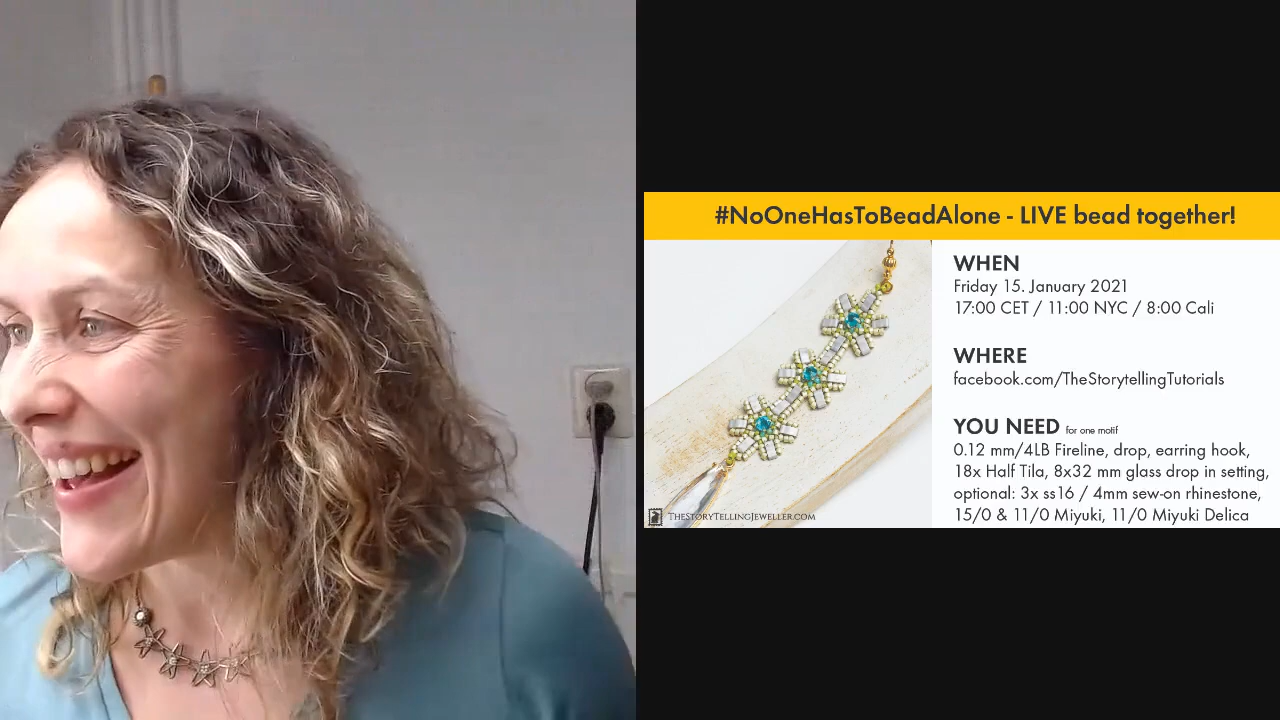 #NoOneHasToBeadAlone - LIVE bead together!
WHEN
Friday 15. January 2021
17:00 CET / 11:00 NYC / 8:00 Cali
WHERE
facebook.com/TheStorytellingTutorials
YOU NEED for one motif
0.12 mm/4LB Fireline, drop, earring hook,
18x Half Tila, 8x32 mm glass drop in setting,
optional: 3x ss16 / 4mm sew-on rhinestone,
15/0 & 11/0 Miyuki, 11/0 Miyuki Delica
THESTORYTELLINGJEWELLER.COM